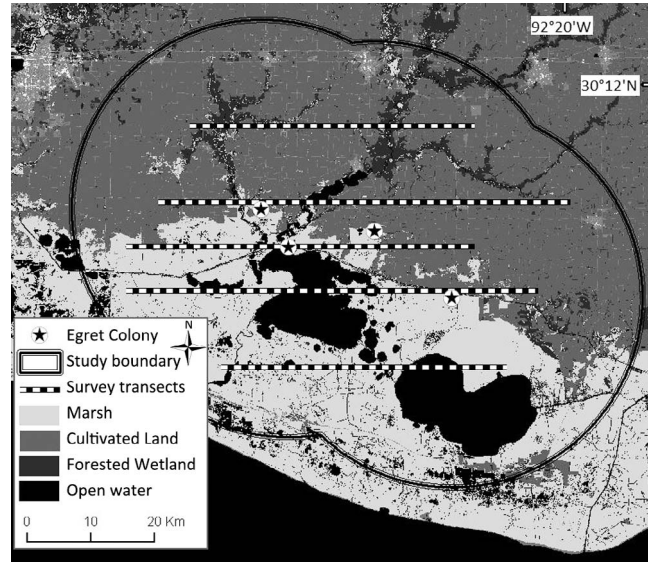 92°20'W
30°12'N
Egret Colony
N
Study boundary
Survey transects
Marsh
Cultivated Land
Forested Wetland
Open water
0 10 20 Km